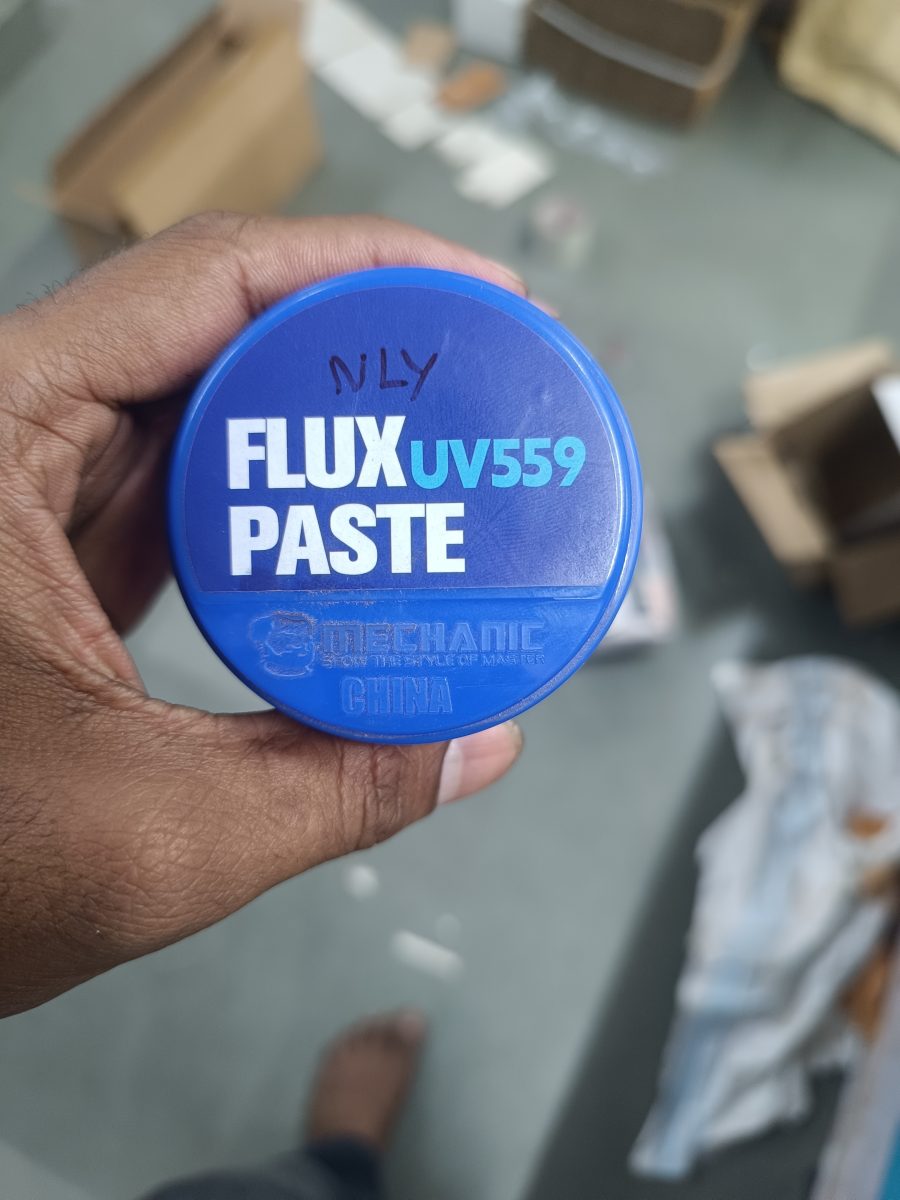 NLY
FLUX UV559
PASTE
MECHANIC
SHOW THE STYLE OF MASTER
CHINA